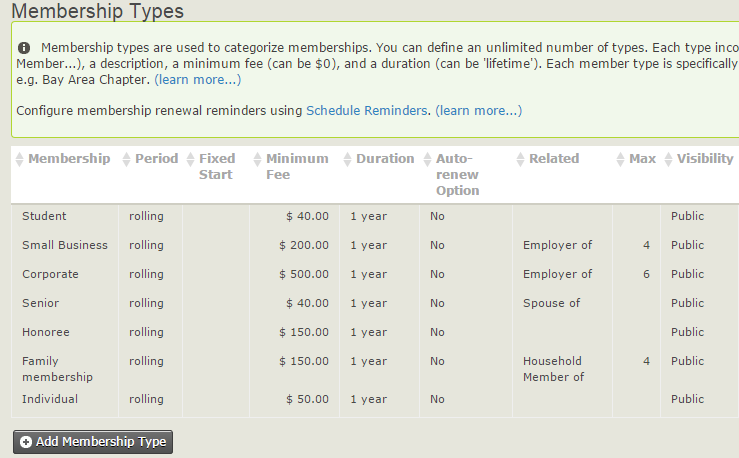 Membership Types
Membership types are used to categorize memberships. You can define an unlimited number of types. Each type inco
Member...), a description, a minimum fee (can be $0), and a duration (can be 'lifetime'). Each member type is specifically
e.g. Bay Area Chapter. (learn more...)
Configure membership renewal reminders using Schedule Reminders. (learn more...)
Membership Period Fixed Start Minimum Fee Duration Auto-renew Option Related Max Visibility
Student rolling $ 40.00 1 year No Public
Small Business rolling $ 200.00 1 year No Employer of 4 Public
Corporate rolling $ 500.00 1 year No Employer of 6 Public
Senior rolling $ 40.00 1 year No Spouse of Public
Honoree rolling $ 150.00 1 year No Public
Family membership rolling $ 150.00 1 year No Household Member of 4 Public
Individual rolling $ 50.00 1 year No Public
Add Membership Type